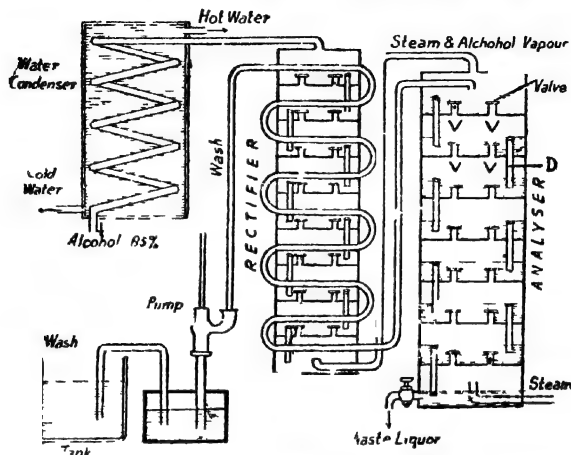 Hot Water
Steam & Alchohol Vapour
Water
Condenser
Valve
Wash
D
Cold
Water
Alcohol 85%
RECTIFIER
ANALYSER
Pump
Wash
Steam
Waste Liquor
Tank